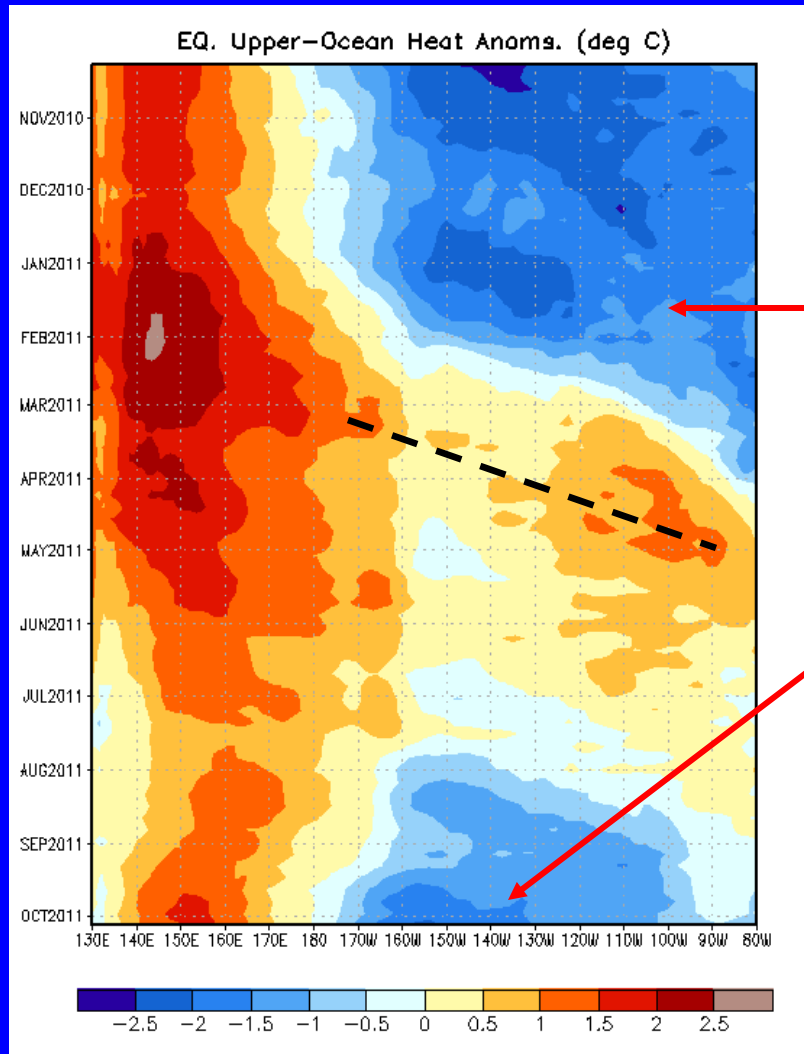 EQ. Upper-Ocean Heat Anoms. (deg C)
NOV2010
DEC2010
JAN2011
FEB2011
MAR2011
APR2011
MAY2011
JUN2011
JUL2011
AUG2011
SEP2011
OCT2011
130E 140E 150E 160E 170E 180 170W 160W 150W 140W 130W 120W 110W 100W 90W 80W
-2.5 -2 -1.5 -1 -0.5 0 0.5 1 1.5 2 2.5